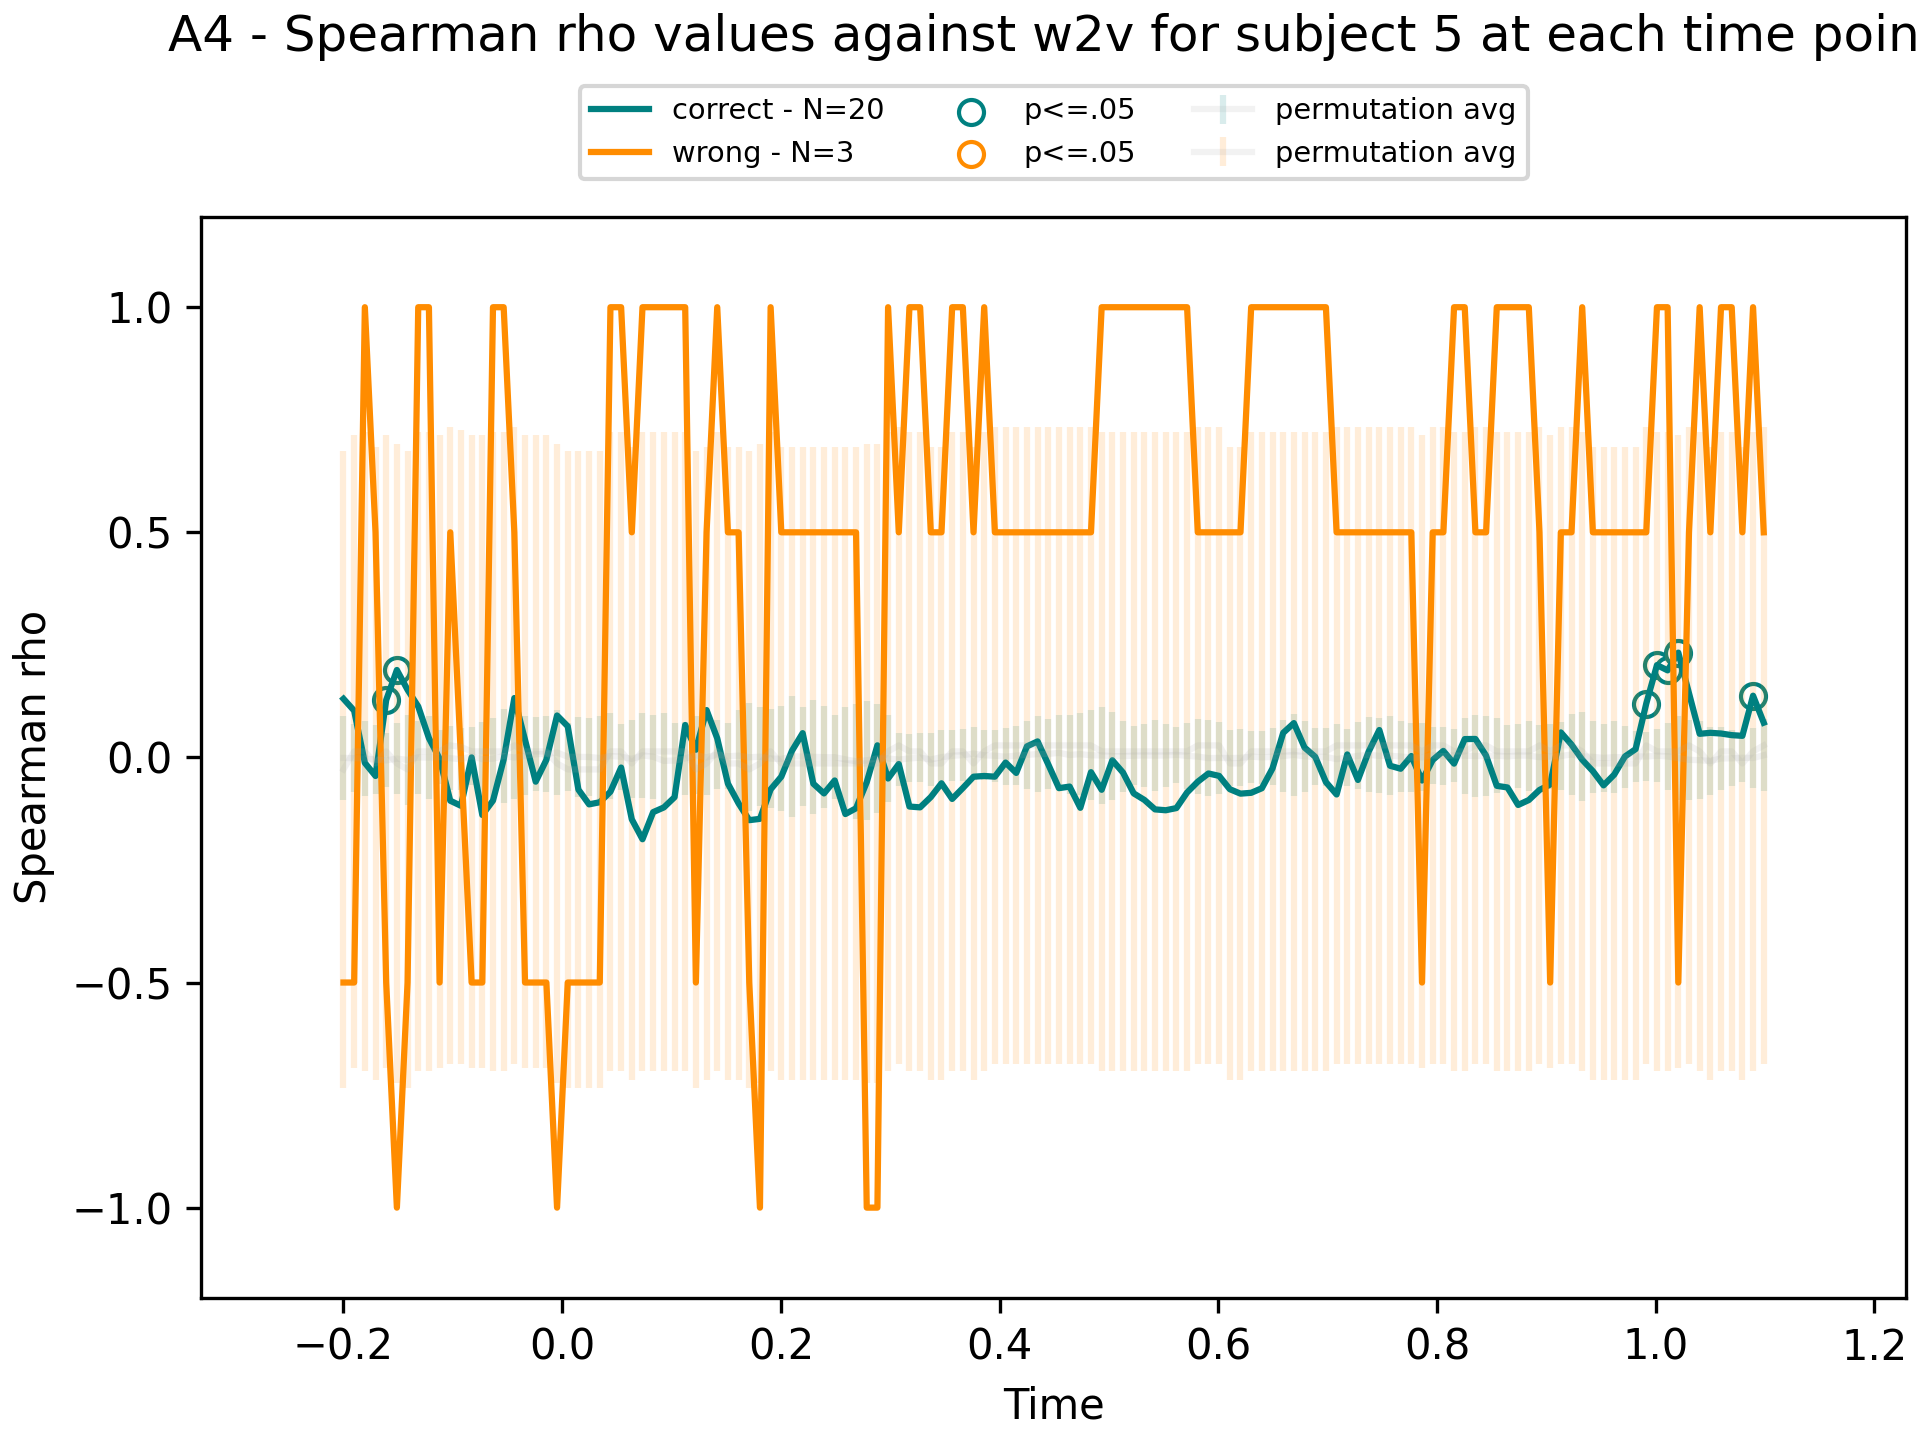 A4 - Spearman rho values against w2v for subject 5 at each time poin
correct - N=20 p<=.05 permutation avg
wrong - N=3 p<=.05 permutation avg
1.0
0.5
0.0
−0.5
−1.0
Spearman rho
−0.2 0.0 0.2 0.4 0.6 0.8 1.0 1.2
Time